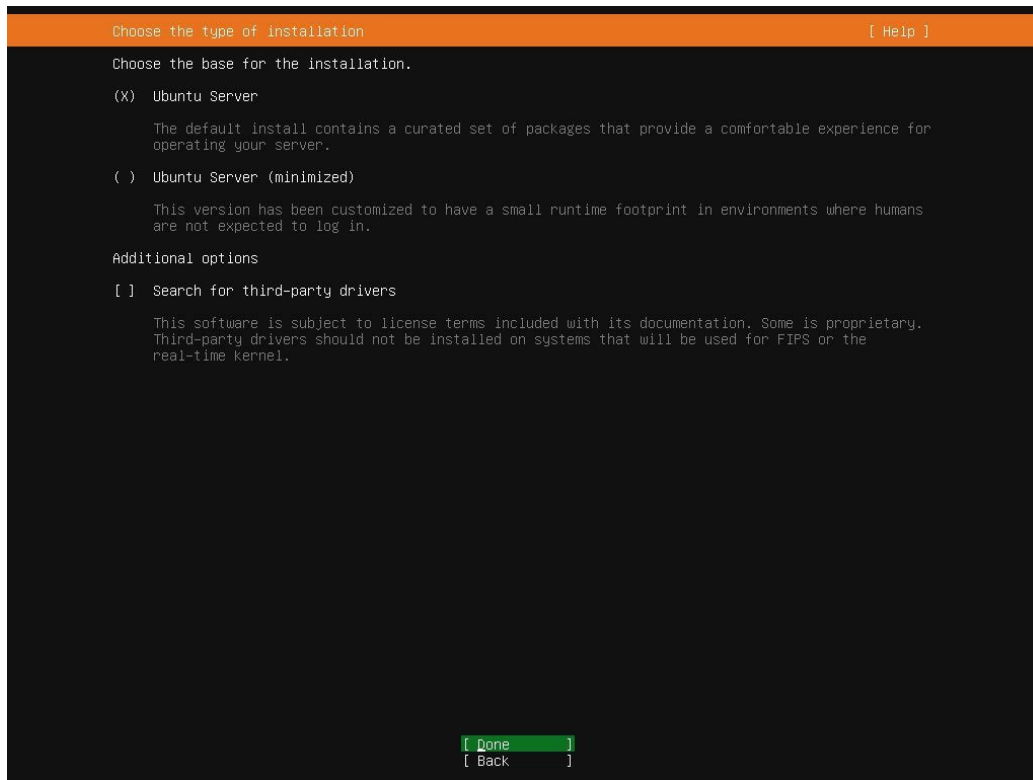 Choose the type of installation [ Help ]
Choose the base for the installation.
(X) Ubuntu Server
The default install contains a curated set of packages that provide a comfortable experience for
operating your server.
( ) Ubuntu Server (minimized)
This version has been customized to have a small runtime footprint in environments where humans
are not expected to log in.
Additional options
[ ] Search for third-party drivers
This software is subject to license terms included with its documentation. Some is proprietary.
Third-party drivers should not be installed on systems that will be used for FIPS or the
real-time kernel.
[ Done ]
[ Back ]